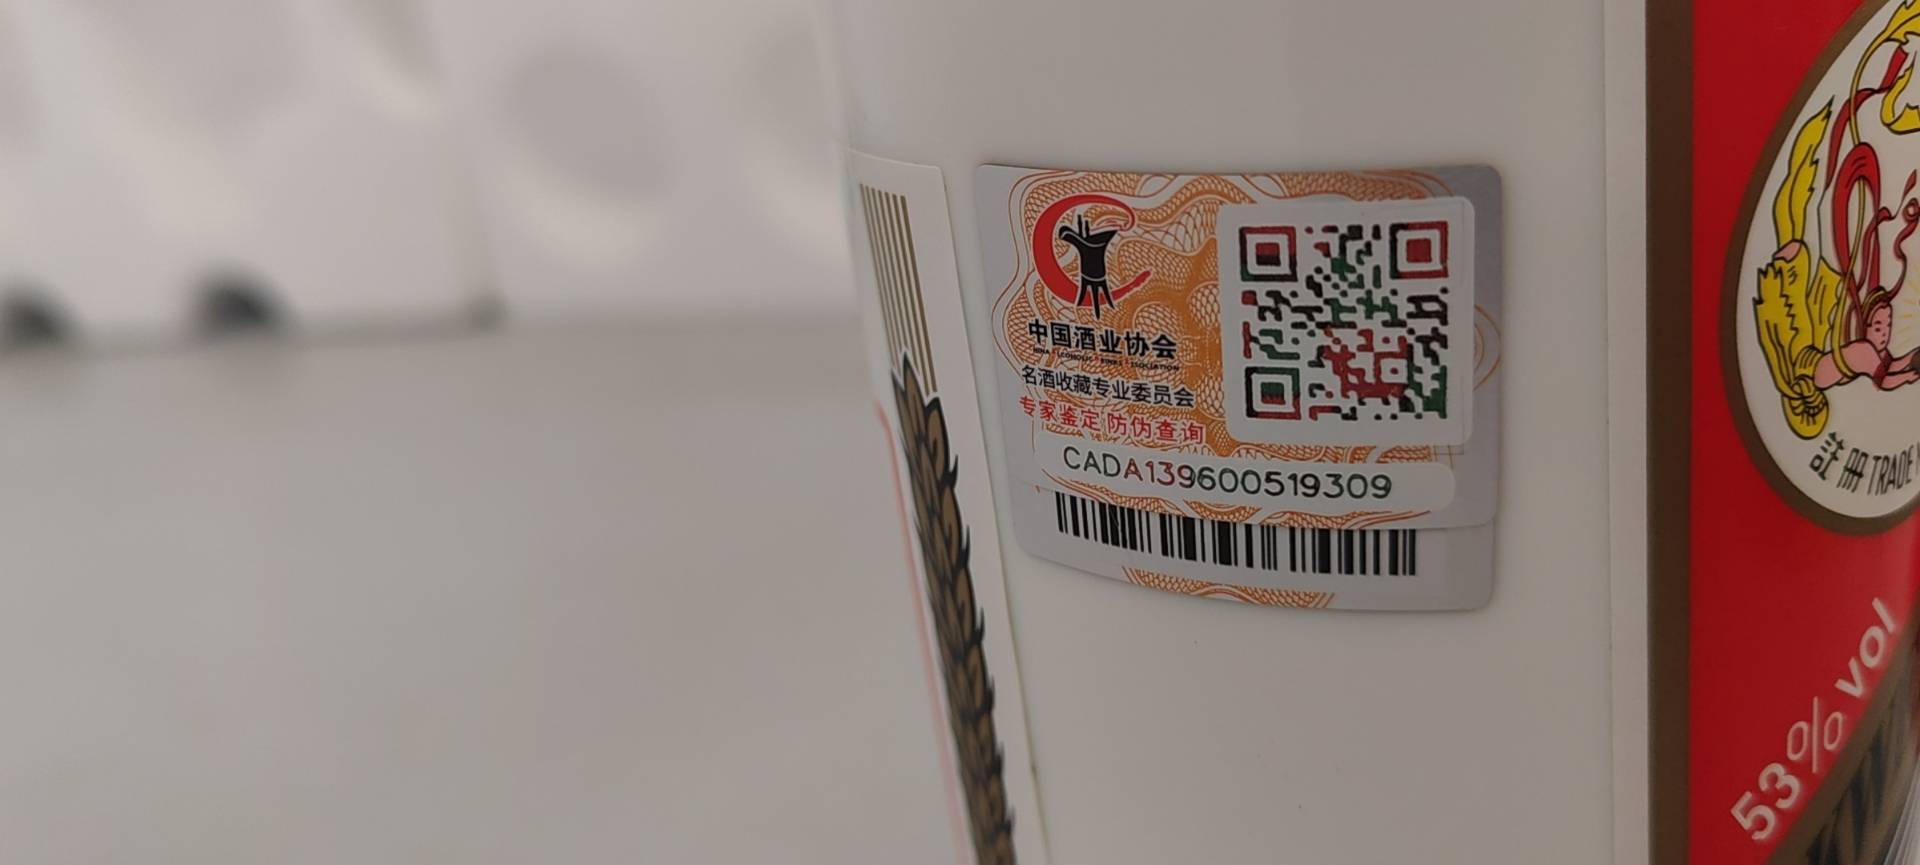 中国酒业协会
名酒收藏专业委员会
专家鉴定 防伪查询
CADA139600519309
註册 TRADE
53% vol